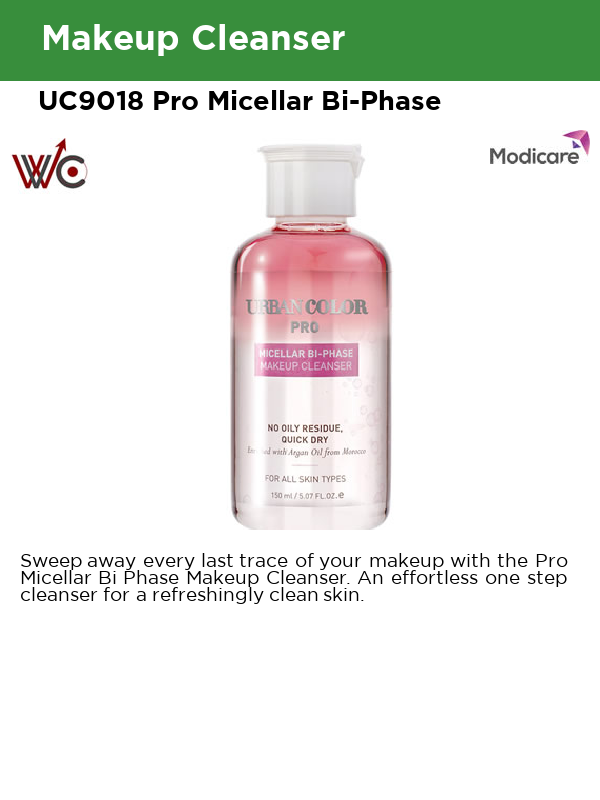 Makeup Cleanser
UC9018 Pro Micellar Bi-Phase
WC
Modicare
URBAN COLOR
PRO
MICELLAR BI-PHASE
MAKEUP CLEANSER
NO OILY RESIDUE,
QUICK DRY
Enriched with Argan Oil from Morocco
FOR ALL SKIN TYPES
150 ml / 5.07 FL.OZ.e
Sweep away every last trace of your makeup with the Pro
Micellar Bi Phase Makeup Cleanser. An effortless one step
cleanser for a refreshingly clean skin.